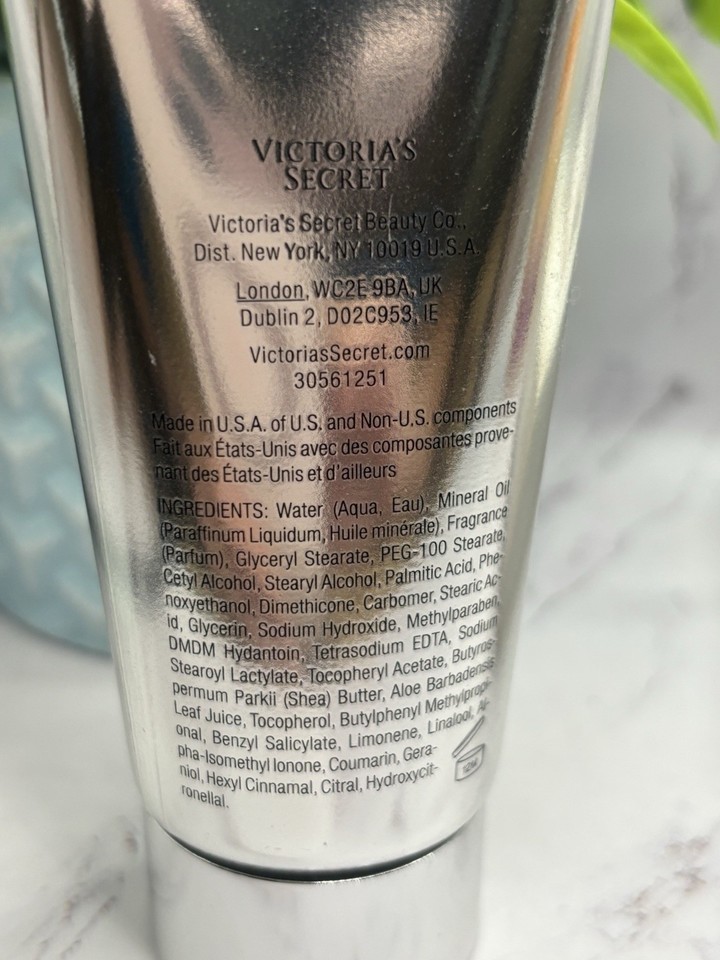 VICTORIA'S
SECRET
Victoria's Secret Beauty Co.,
Dist. New York, NY 10019 U.S.A.
London, WC2E 9BA, UK
Dublin 2, D02C953, IE
VictoriasSecret.com
30561251
Made in U.S.A. of U.S. and Non-U.S. components
Fait aux États-Unis avec des composantes prove-
nant des États-Unis et d'ailleurs
INGREDIENTS: Water (Aqua, Eau), Mineral Oil
(Paraffinum Liquidum, Huile minérale), Fragrance
(Parfum), Glyceryl Stearate, PEG-100 Stearate,
Cetyl Alcohol, Stearyl Alcohol, Palmitic Acid, Phe-
noxyethanol, Dimethicone, Carbomer, Stearic Ac-
id, Glycerin, Sodium Hydroxide, Methylparaben,
DMDM Hydantoin, Tetrasodium EDTA, Sodium
Stearoyl Lactylate, Tocopheryl Acetate, Butyros-
permum Parkii (Shea) Butter, Aloe Barbadensis
Leaf Juice, Tocopherol, Butylphenyl Methylpropi-
onal, Benzyl Salicylate, Limonene, Linalool, Al-
pha-Isomethyl Ionone, Coumarin, Gera-
niol, Hexyl Cinnamal, Citral, Hydroxycit-
ronellal.
12M